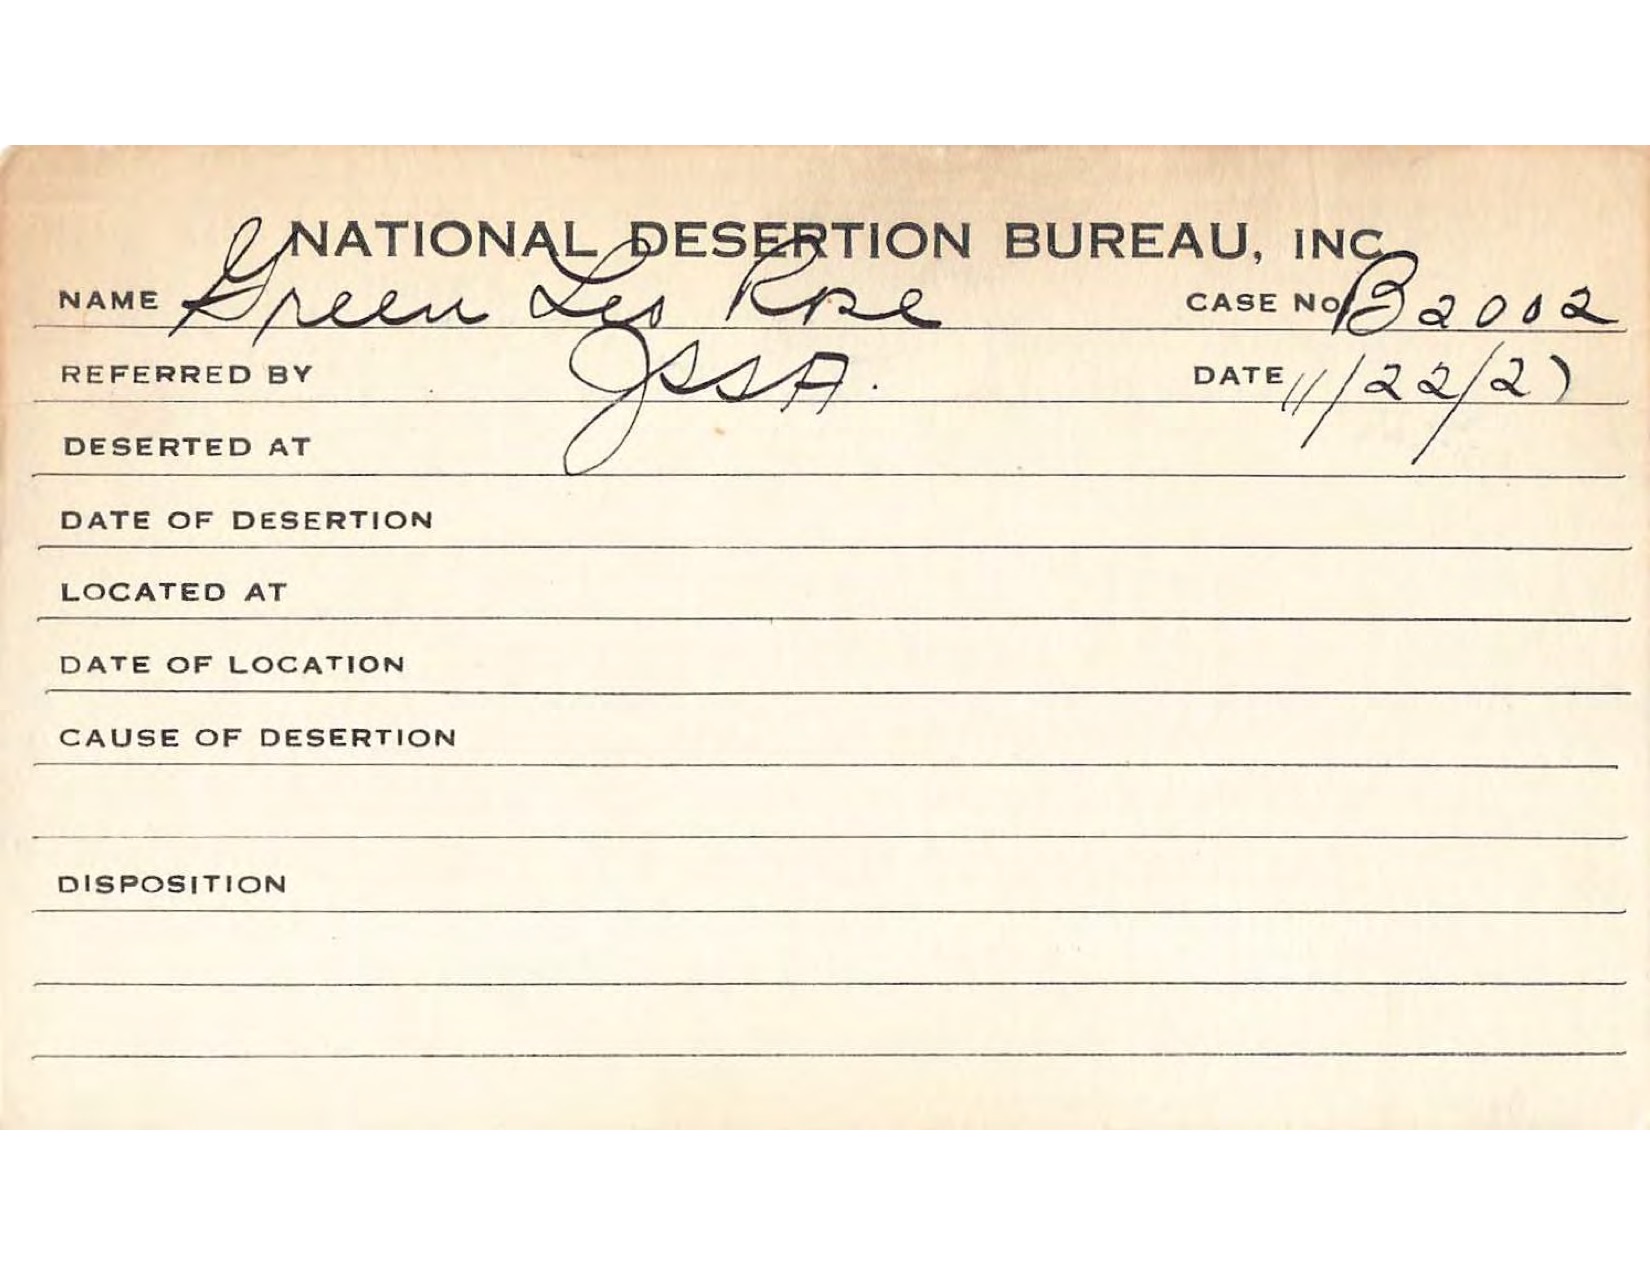 NATIONAL DESERTION BUREAU, INC.
NAME Green Leo Rose CASE No. B2002
REFERRED BY JSSA. DATE 11/22/27
DESERTED AT
DATE OF DESERTION
LOCATED AT
DATE OF LOCATION
CAUSE OF DESERTION
DISPOSITION